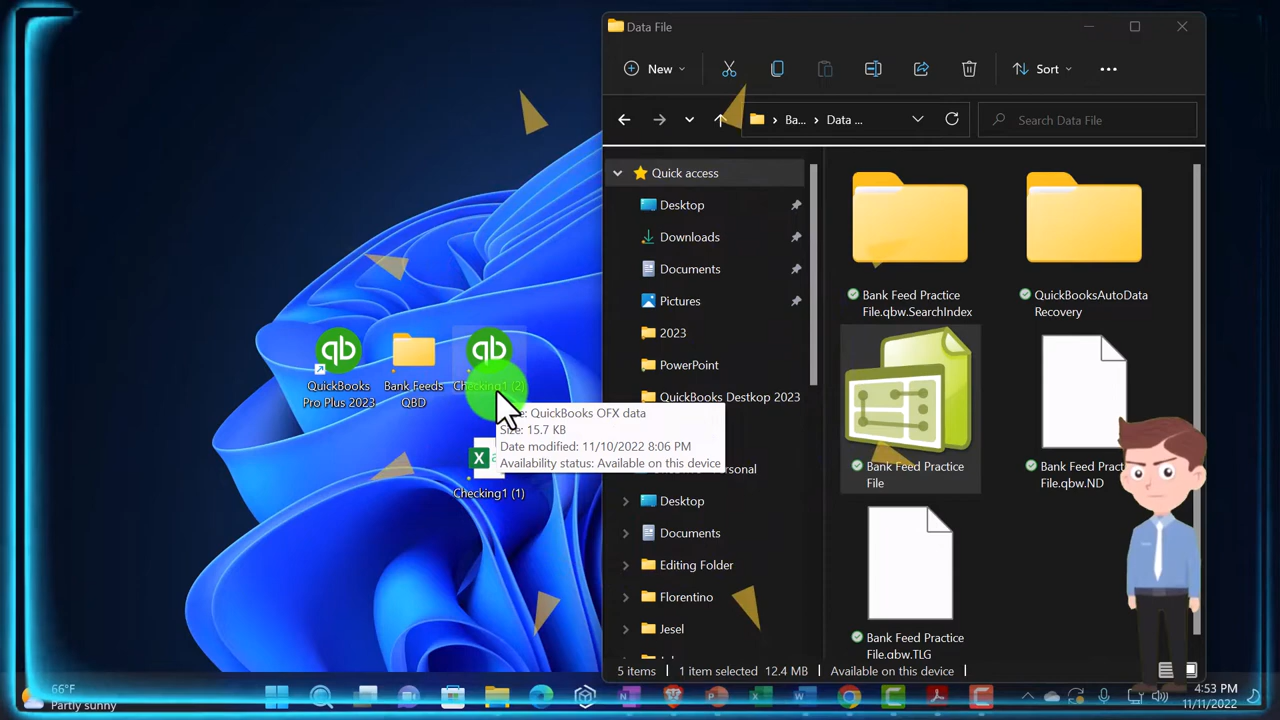 Data File
New
Sort
Ba...
Data ...
Search Data File
Quick access
Desktop
Downloads
Documents
Pictures
2023
PowerPoint
QuickBooks Destkop 2023
Personal
Desktop
Documents
Editing Folder
Florentino
Jesel
Bank Feed Practice
File.qbw.SearchIndex
QuickBooksAutoData
Recovery
Bank Feed Practice
File
Bank Feed Pract
File.qbw.ND
Bank Feed Practice
File.qbw.TLG
5 items
1 item selected 12.4 MB
Available on this device
qb
QuickBooks
Pro Plus 2023
Bank Feeds
QBD
qb
Checking1 (2)
QuickBooks OFX data
Size: 15.7 KB
Date modified: 11/10/2022 8:06 PM
Availability status: Available on this device
X
Checking1 (1)
66°F
Partly sunny
4:53 PM
11/11/2022